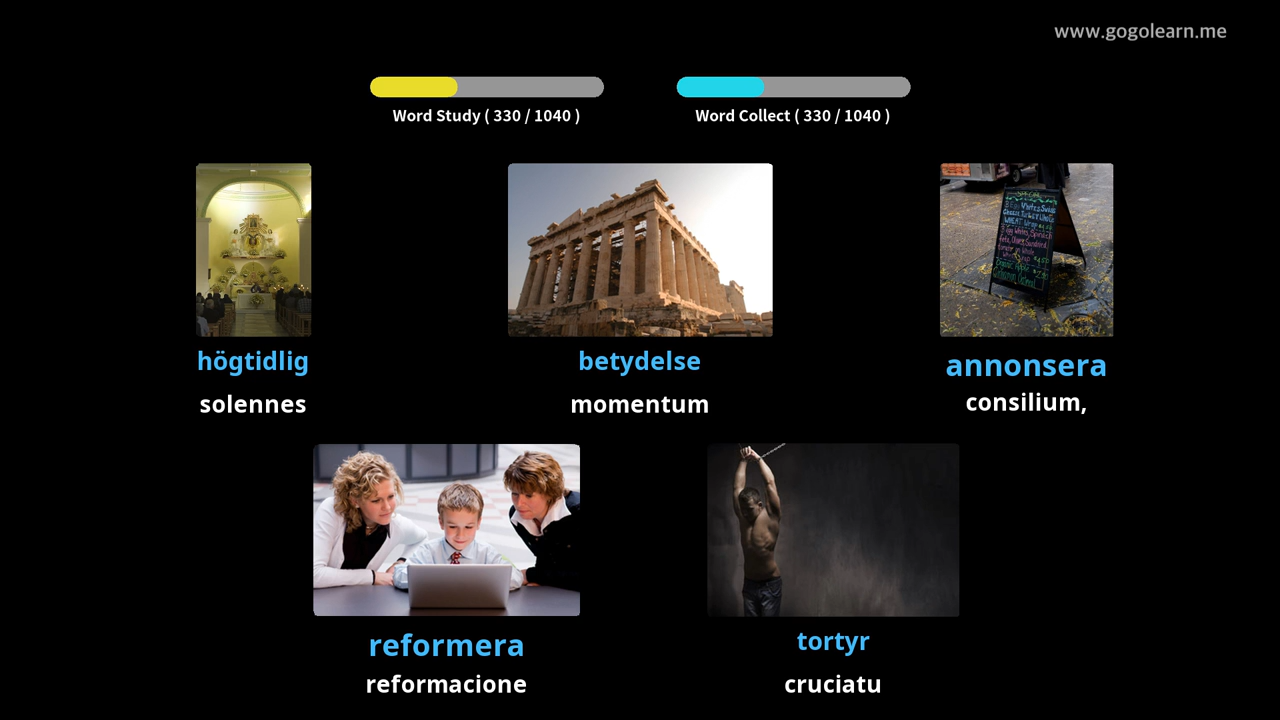 www.gogolearn.me
Word Study ( 330 / 1040 )
Word Collect ( 330 / 1040 )
högtidlig
solennes
betydelse
momentum
annonsera
consilium,
reformera
reformacione
tortyr
cruciatu